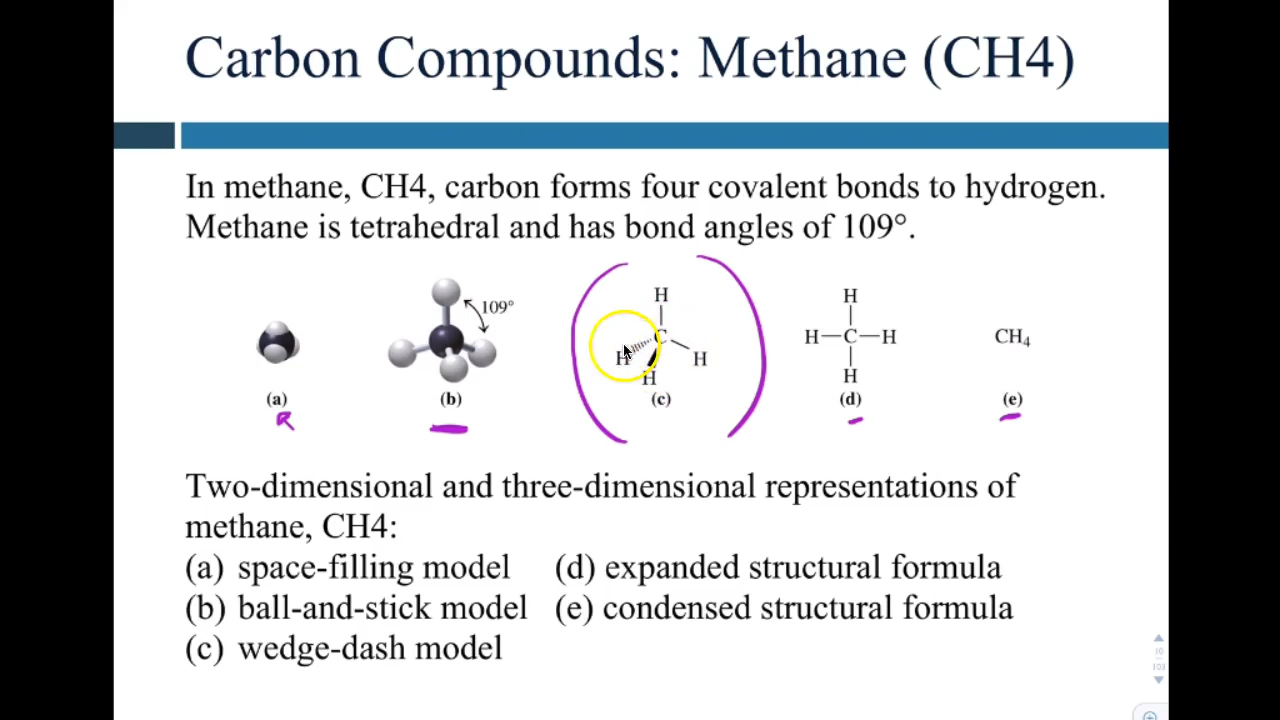 Carbon Compounds: Methane (CH4)
In methane, CH4, carbon forms four covalent bonds to hydrogen.
Methane is tetrahedral and has bond angles of 109°.
109°
(a)
(b)
H
C
H
H
H
(c)
H
H—C—H
H
(d)
CH₄
(e)
Two-dimensional and three-dimensional representations of
methane, CH4:
(a) space-filling model
(d) expanded structural formula
(b) ball-and-stick model
(e) condensed structural formula
(c) wedge-dash model
10
103